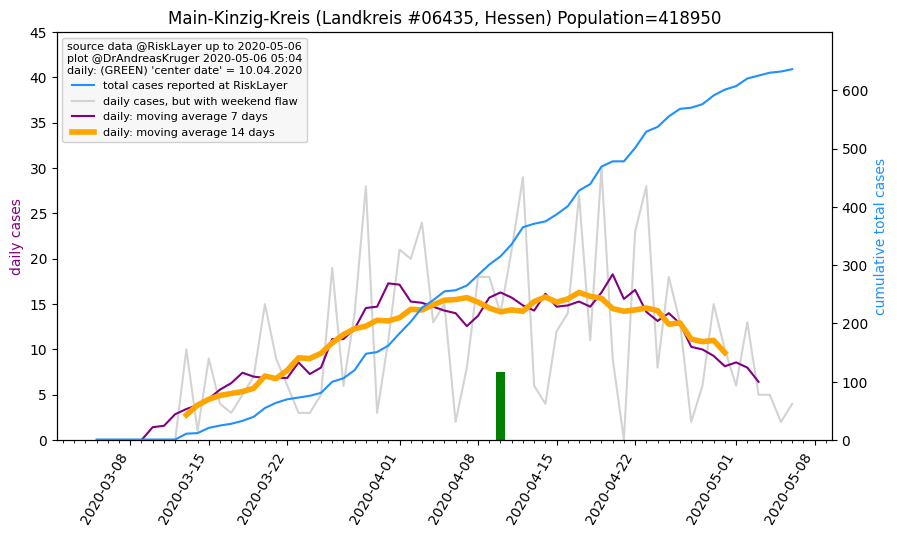 Main-Kinzig-Kreis (Landkreis #06435, Hessen) Population=418950
source data @RiskLayer up to 2020-05-06
plot @DrAndreasKruger 2020-05-06 05:04
daily: (GREEN) 'center date' = 10.04.2020
total cases reported at RiskLayer
daily cases, but with weekend flaw
daily: moving average 7 days
daily: moving average 14 days
daily cases
45
40
35
30
25
20
15
10
5
0
cumulative total cases
600
500
400
300
200
100
0
2020-03-08
2020-03-15
2020-03-22
2020-04-01
2020-04-08
2020-04-15
2020-04-22
2020-05-01
2020-05-08